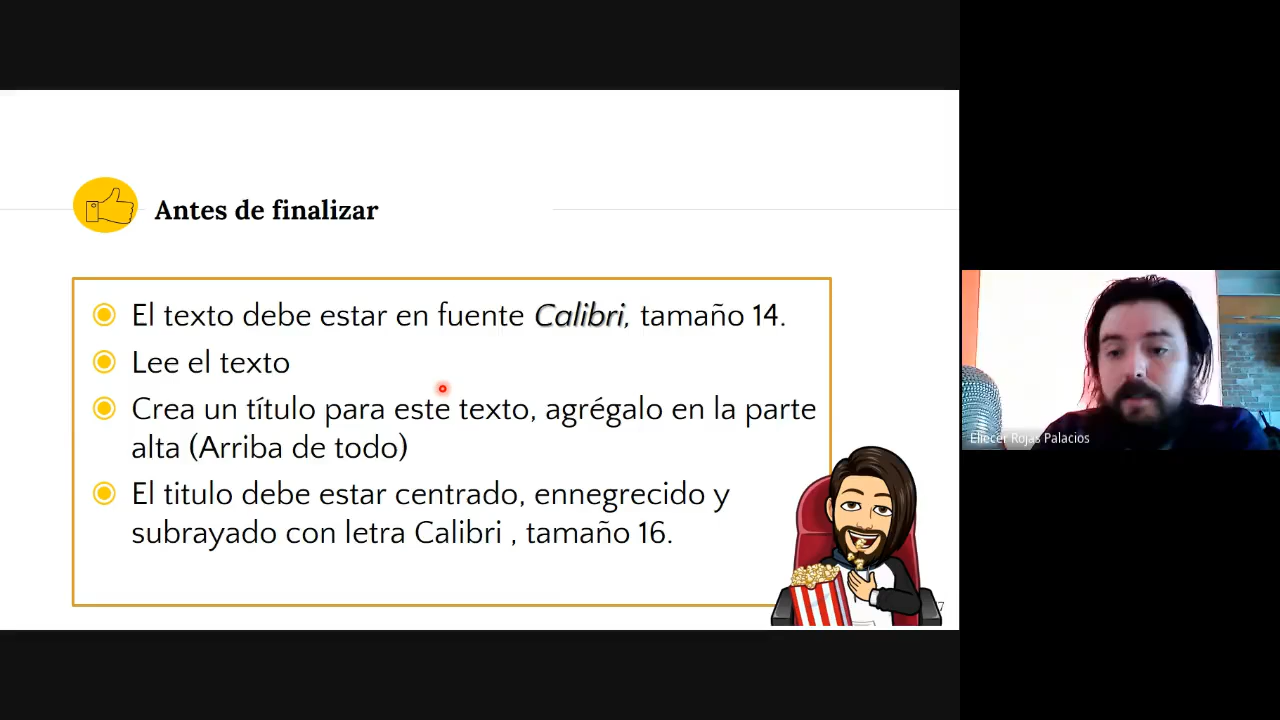 Antes de finalizar
El texto debe estar en fuente Calibri, tamaño 14.
Lee el texto
Crea un título para este texto, agrégalo en la parte
alta (Arriba de todo)
El titulo debe estar centrado, ennegrecido y
subrayado con letra Calibri , tamaño 16.
7
Eliecer Rojas Palacios